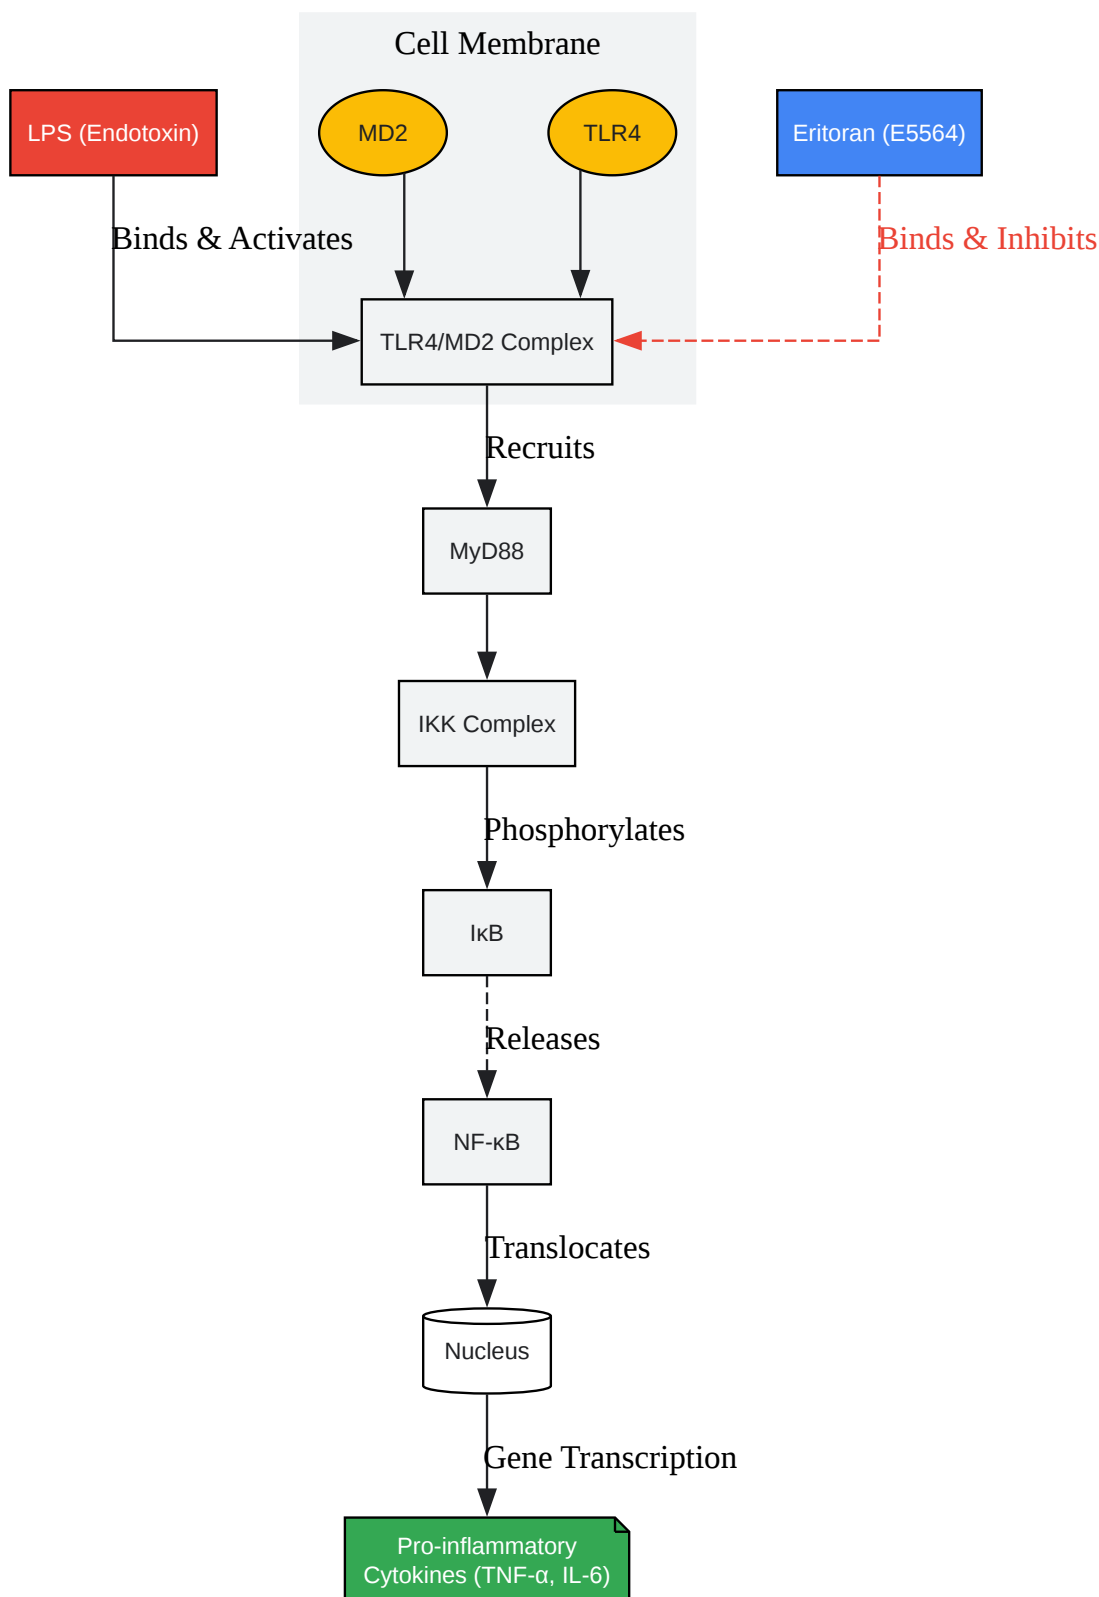 Cell Membrane
LPS (Endotoxin)
MD2
TLR4
Eritoran (E5564)
Binds & Activates
Binds & Inhibits
TLR4/MD2 Complex
Recruits
MyD88
IKK Complex
Phosphorylates
IκB
Releases
NF-κB
Translocates
Nucleus
Gene Transcription
Pro-inflammatory
Cytokines (TNF-α, IL-6)